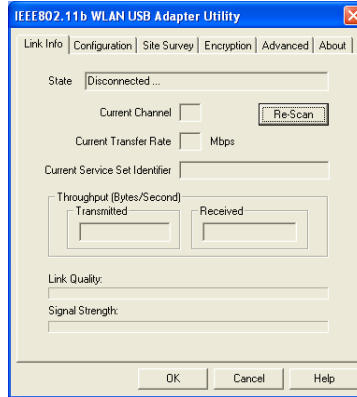 IEEE802.11b WLAN USB Adapter Utility
Link Info Configuration Site Survey Encryption Advanced About
State Disconnected ...
Current Channel Re-Scan
Current Transfer Rate Mbps
Current Service Set Identifier
Throughput (Bytes/Second)
Transmitted Received
Link Quality:
Signal Strength:
OK Cancel Help